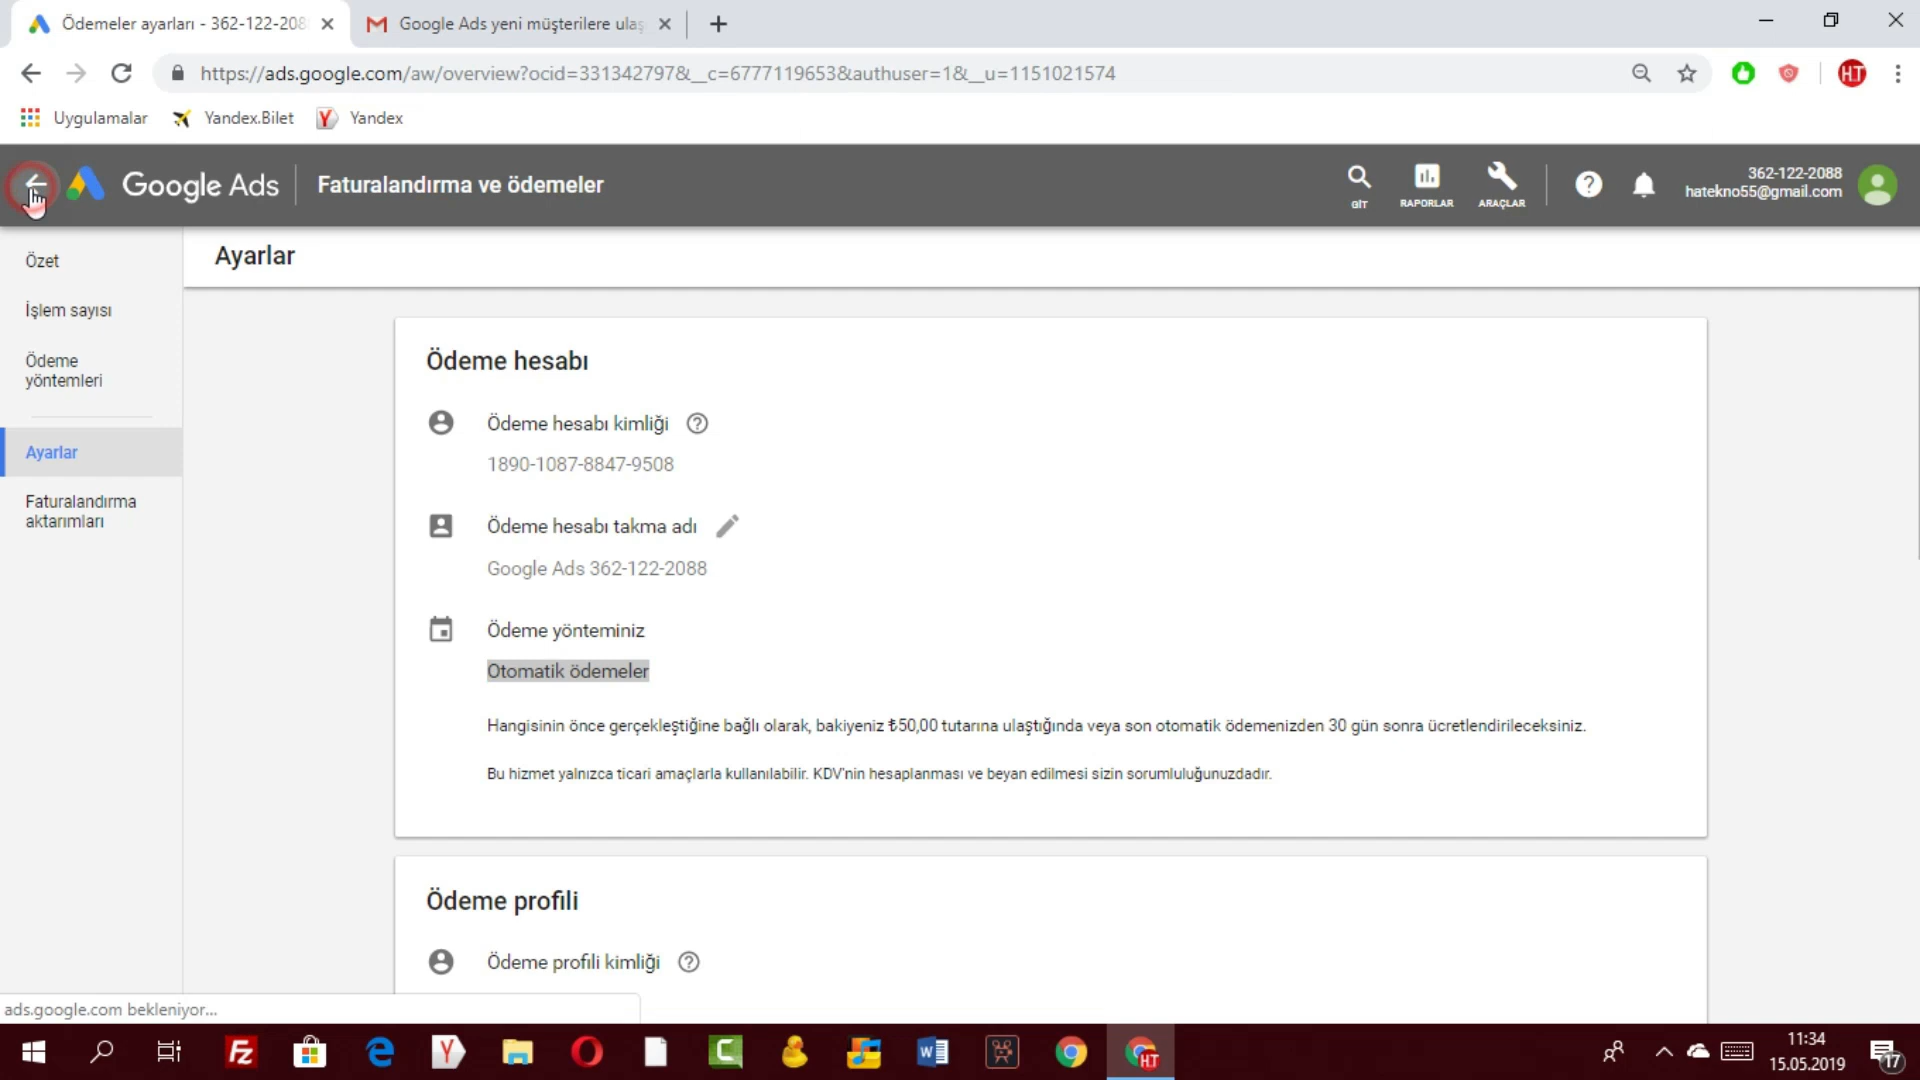 Ödemeler ayarları - 362-122-208
Google Ads yeni müşterilere ulaş
https://ads.google.com/aw/overview?ocid=331342797&__c=6777119653&authuser=1&__u=1151021574
HT
Uygulamalar
Yandex.Bilet
Yandex
Google Ads
Faturalandırma ve ödemeler
GİT
RAPORLAR
ARAÇLAR
362-122-2088
hatekno55@gmail.com
Özet
İşlem sayısı
Ödeme
yöntemleri
Ayarlar
Faturalandırma
aktarımları
Ayarlar
Ödeme hesabı
Ödeme hesabı kimliği
1890-1087-8847-9508
Ödeme hesabı takma adı
Google Ads 362-122-2088
Ödeme yönteminiz
Otomatik ödemeler
Hangisinin önce gerçekleştiğine bağlı olarak, bakiyeniz ₺50,00 tutarına ulaştığında veya son otomatik ödemenizden 30 gün sonra ücretlendirileceksiniz.
Bu hizmet yalnızca ticari amaçlarla kullanılabilir. KDV'nin hesaplanması ve beyan edilmesi sizin sorumluluğunuzdadır.
Ödeme profili
Ödeme profili kimliği
ads.google.com bekleniyor...
11:34
15.05.2019
17